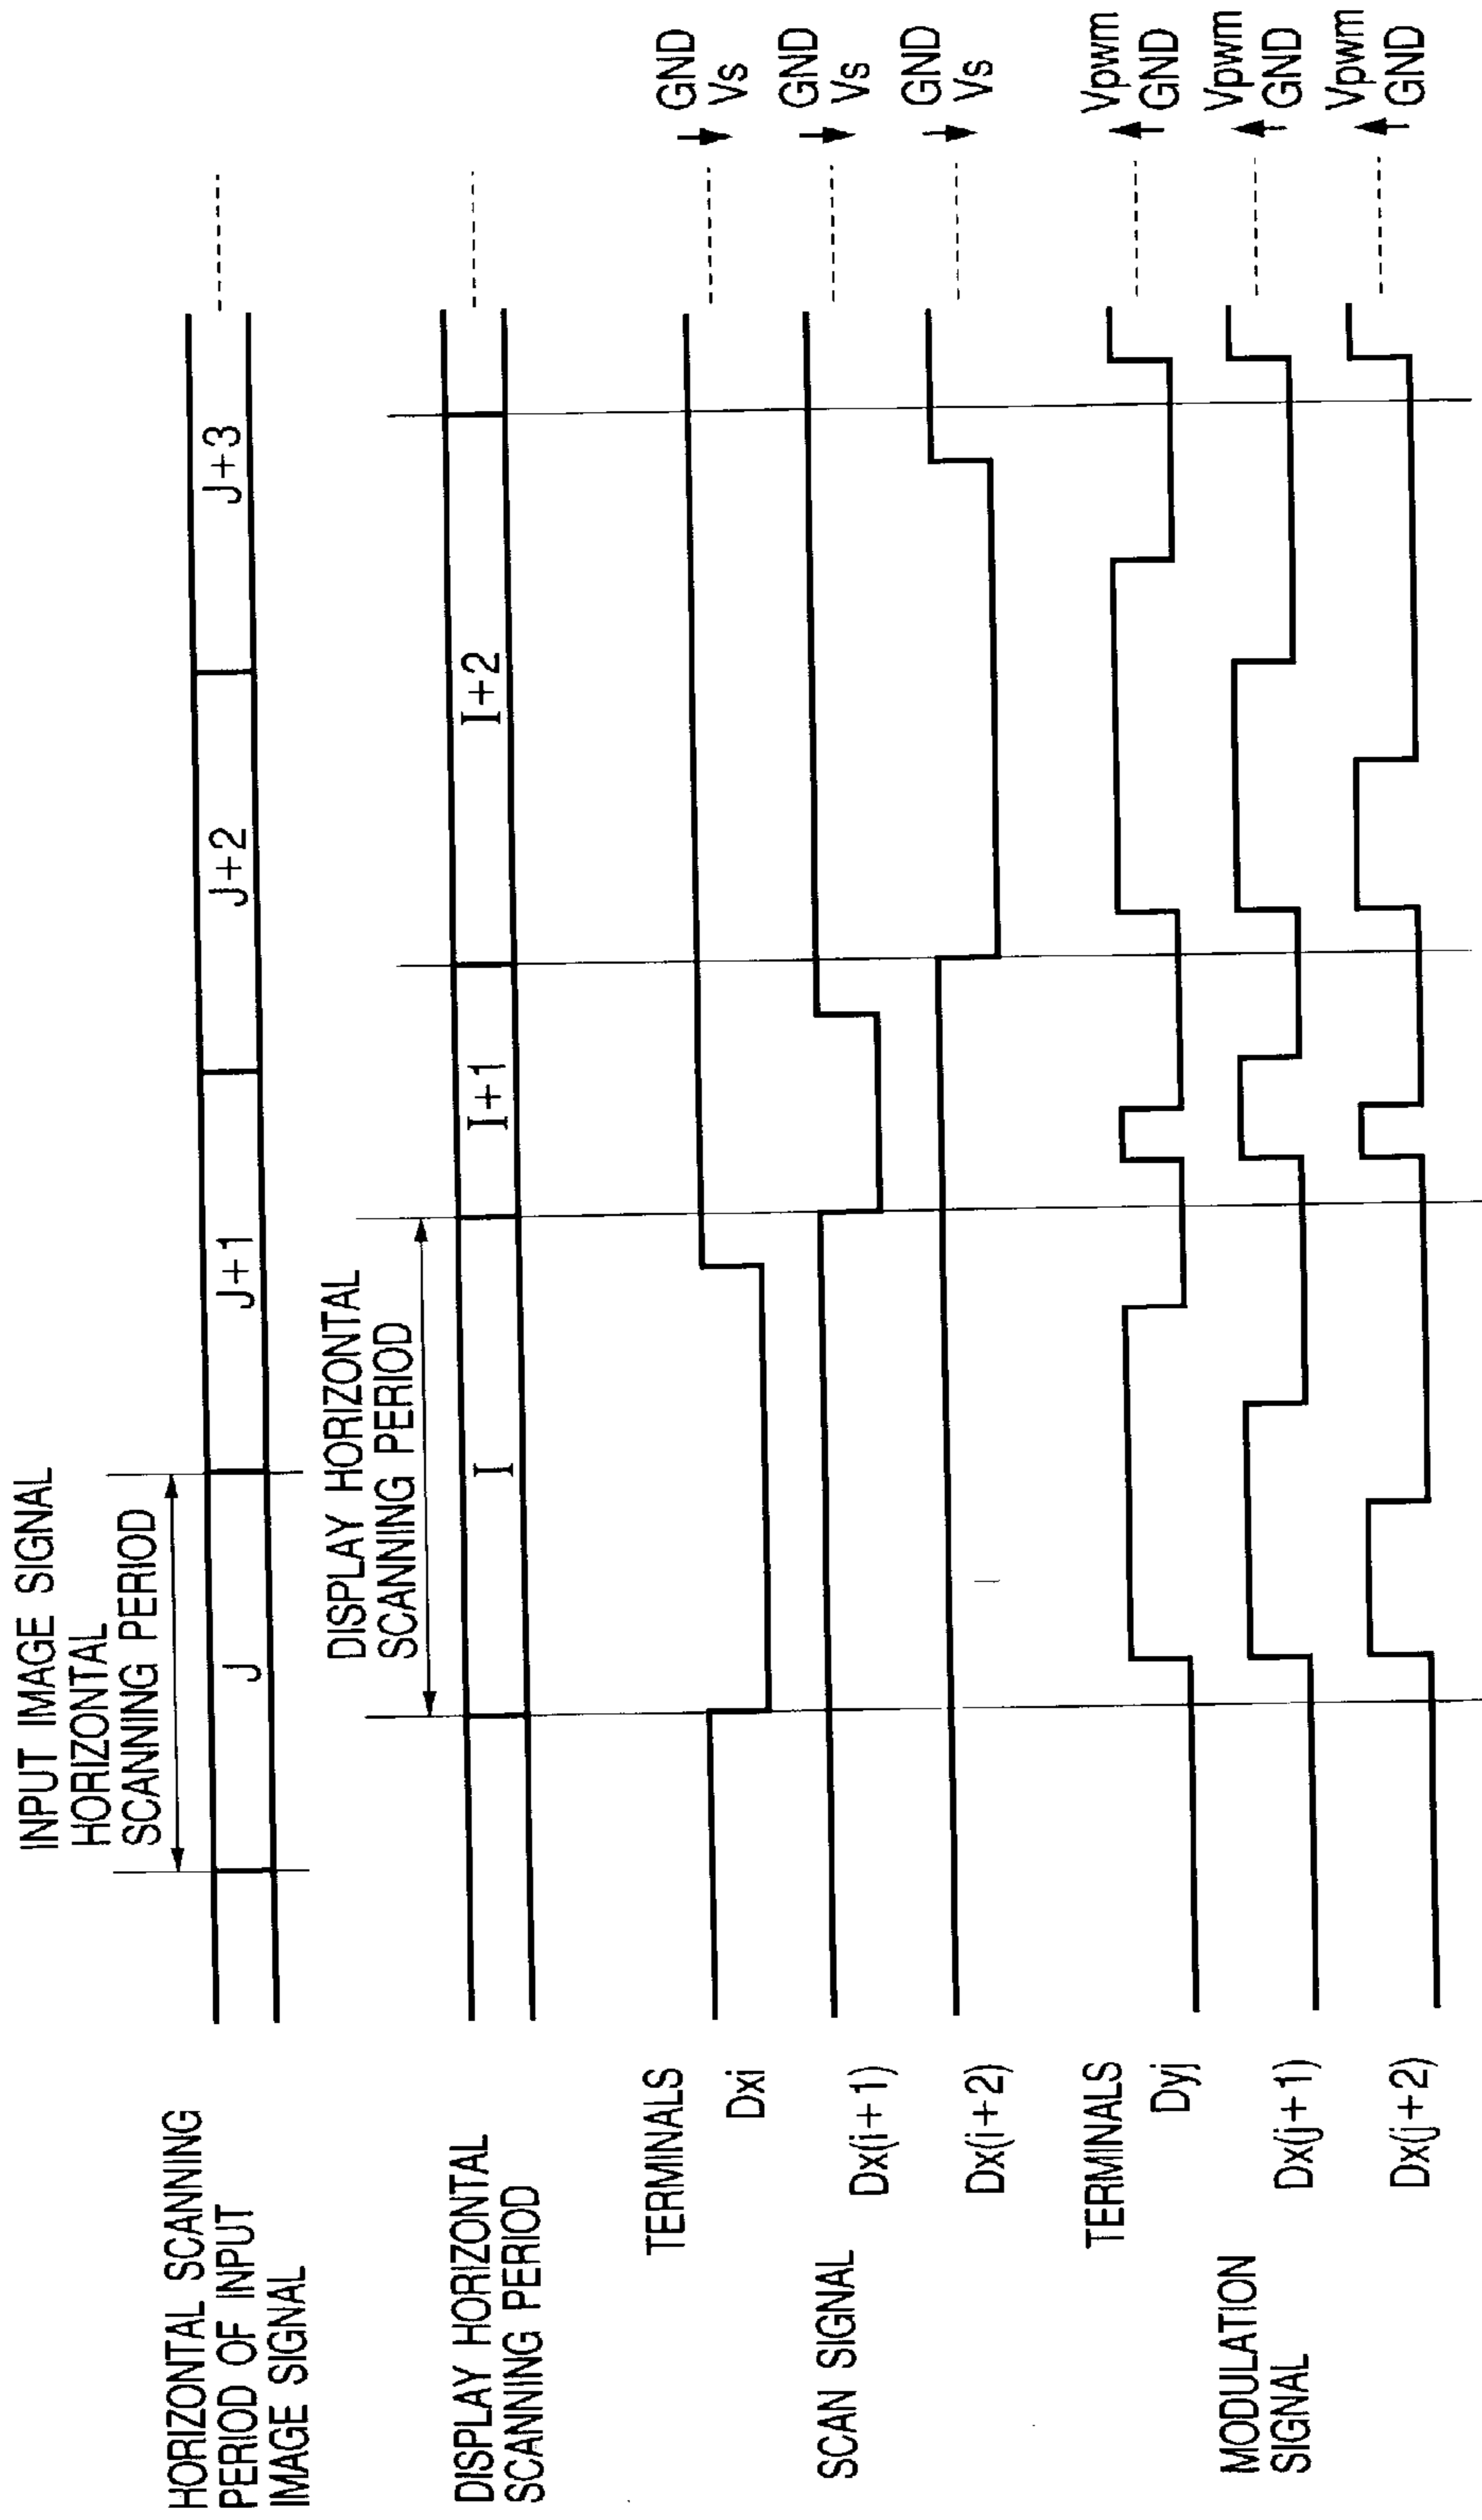 INPUT IMAGE SIGNAL
HORIZONTAL
SCANNING PERIOD
HORIZONTAL SCANNING
PERIOD OF INPUT
IMAGE SIGNAL
J
J+1
J+2
J+3
DISPLAY HORIZONTAL
SCANNING PERIOD
DISPLAY HORIZONTAL
SCANNING PERIOD
I
I+1
I+2
TERMINALS
SCAN SIGNAL
Dxi
GND
Vs
Dx(i+1)
GND
Vs
Dx(i+2)
GND
Vs
TERMINALS
MODULATION
SIGNAL
Dyj
Vpwm
GND
Dx(j+1)
Vpwm
GND
Dx(j+2)
Vpwm
GND